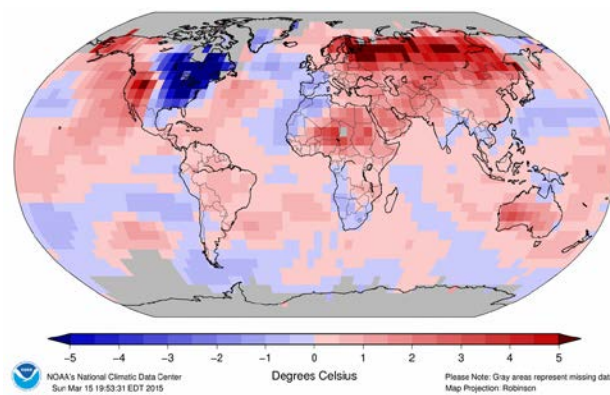 -5 -4 -3 -2 -1 0 1 2 3 4 5
Degrees Celsius
NOAA's National Climatic Data Center
Sun Mar 15 19:53:31 EDT 2015
Please Note: Gray areas represent missing dat
Map Projection: Robinson